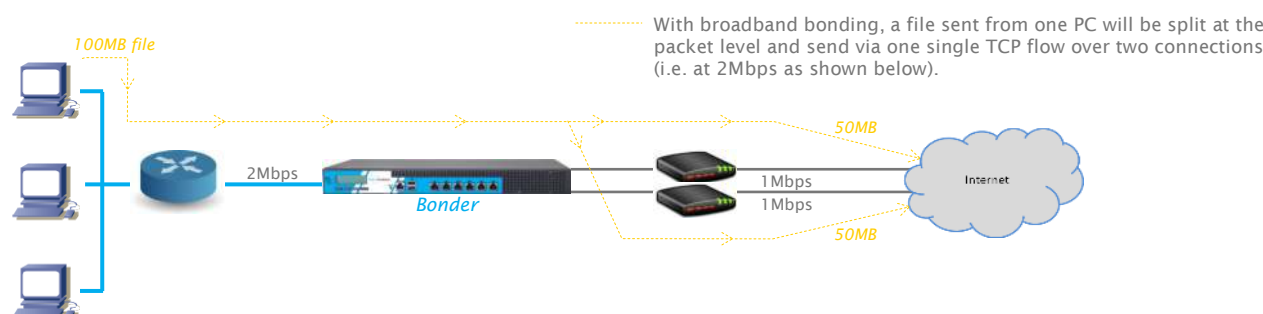 With broadband bonding, a file sent from one PC will be split at the
packet level and send via one single TCP flow over two connections
(i.e. at 2Mbps as shown below).
100MB file
50MB
2Mbps
1Mbps
Internet
1Mbps
Bonder
50MB